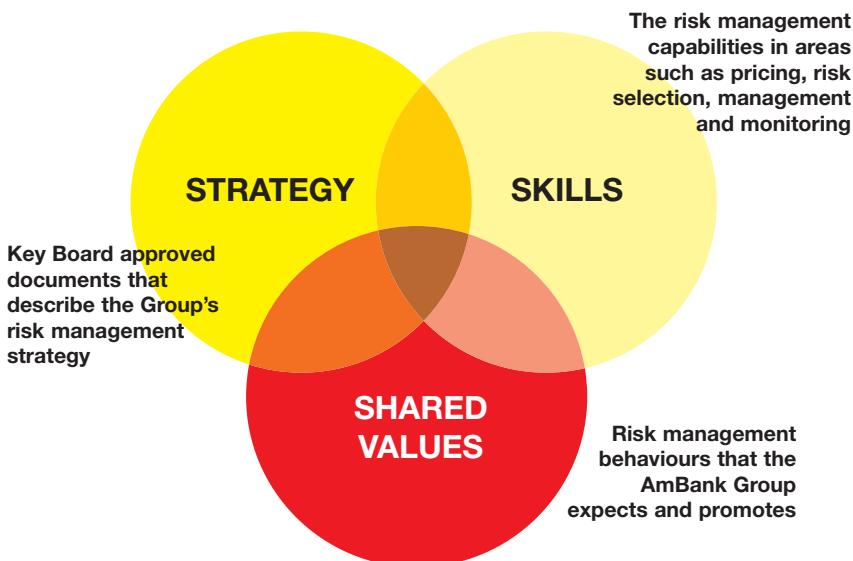 The risk management
capabilities in areas
such as pricing, risk
selection, management
and monitoring
STRATEGY
SKILLS
Key Board approved
documents that
describe the Group's
risk management
strategy
SHARED
VALUES
Risk management
behaviours that the
AmBank Group
expects and promotes